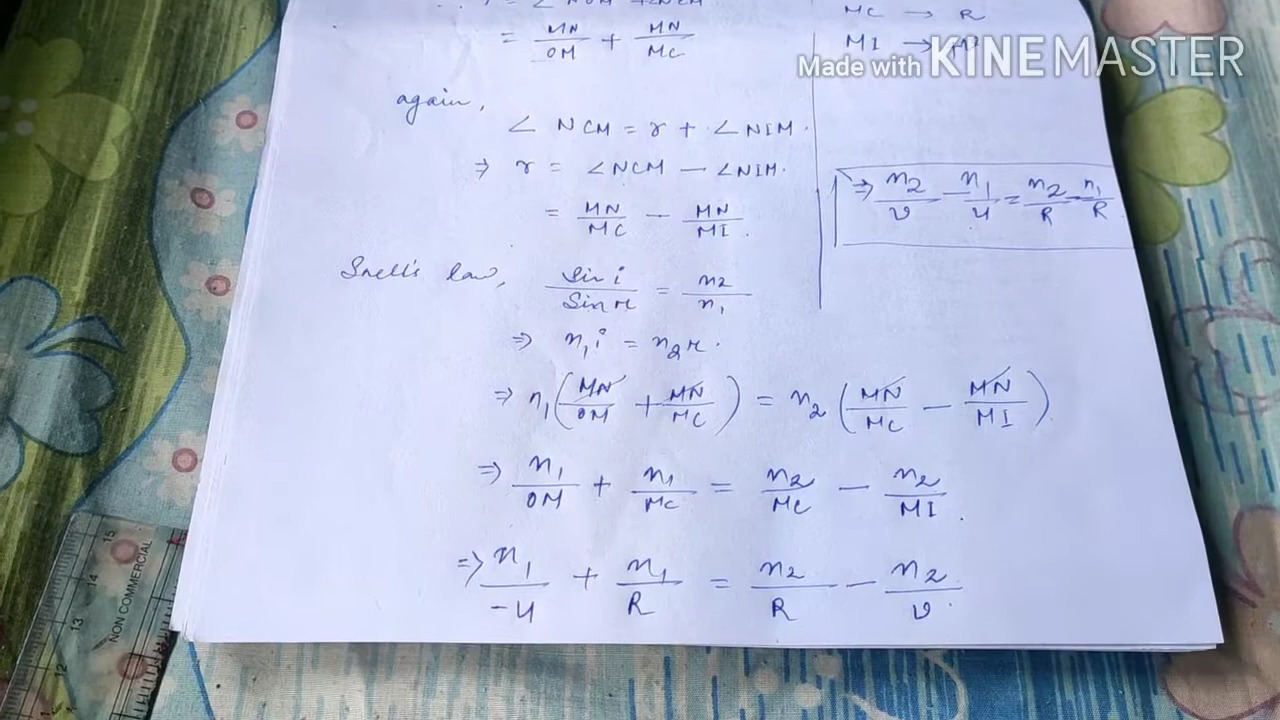 = ∠NOM + ∠NCM
= MN/OM + MN/MC
MC → R
MI →
Made with KINEMASTER
again,
∠ NCM = r + ∠NIM.
⇒ r = ∠NCM − ∠NIM.
= MN/MC − MN/MI.
⇒ n2/v − n1/u = n2/R − n1/R
Snell's law, Sin i/Sin r = n2/n1
⇒ n1i = n2r.
⇒ n1(MN/OM + MN/MC) = n2(MN/MC − MN/MI)
⇒ n1/OM + n1/MC = n2/MC − n2/MI.
⇒ n1/-u + n1/R = n2/R − n2/v.
15
14
13
12
NON COMMERCIAL